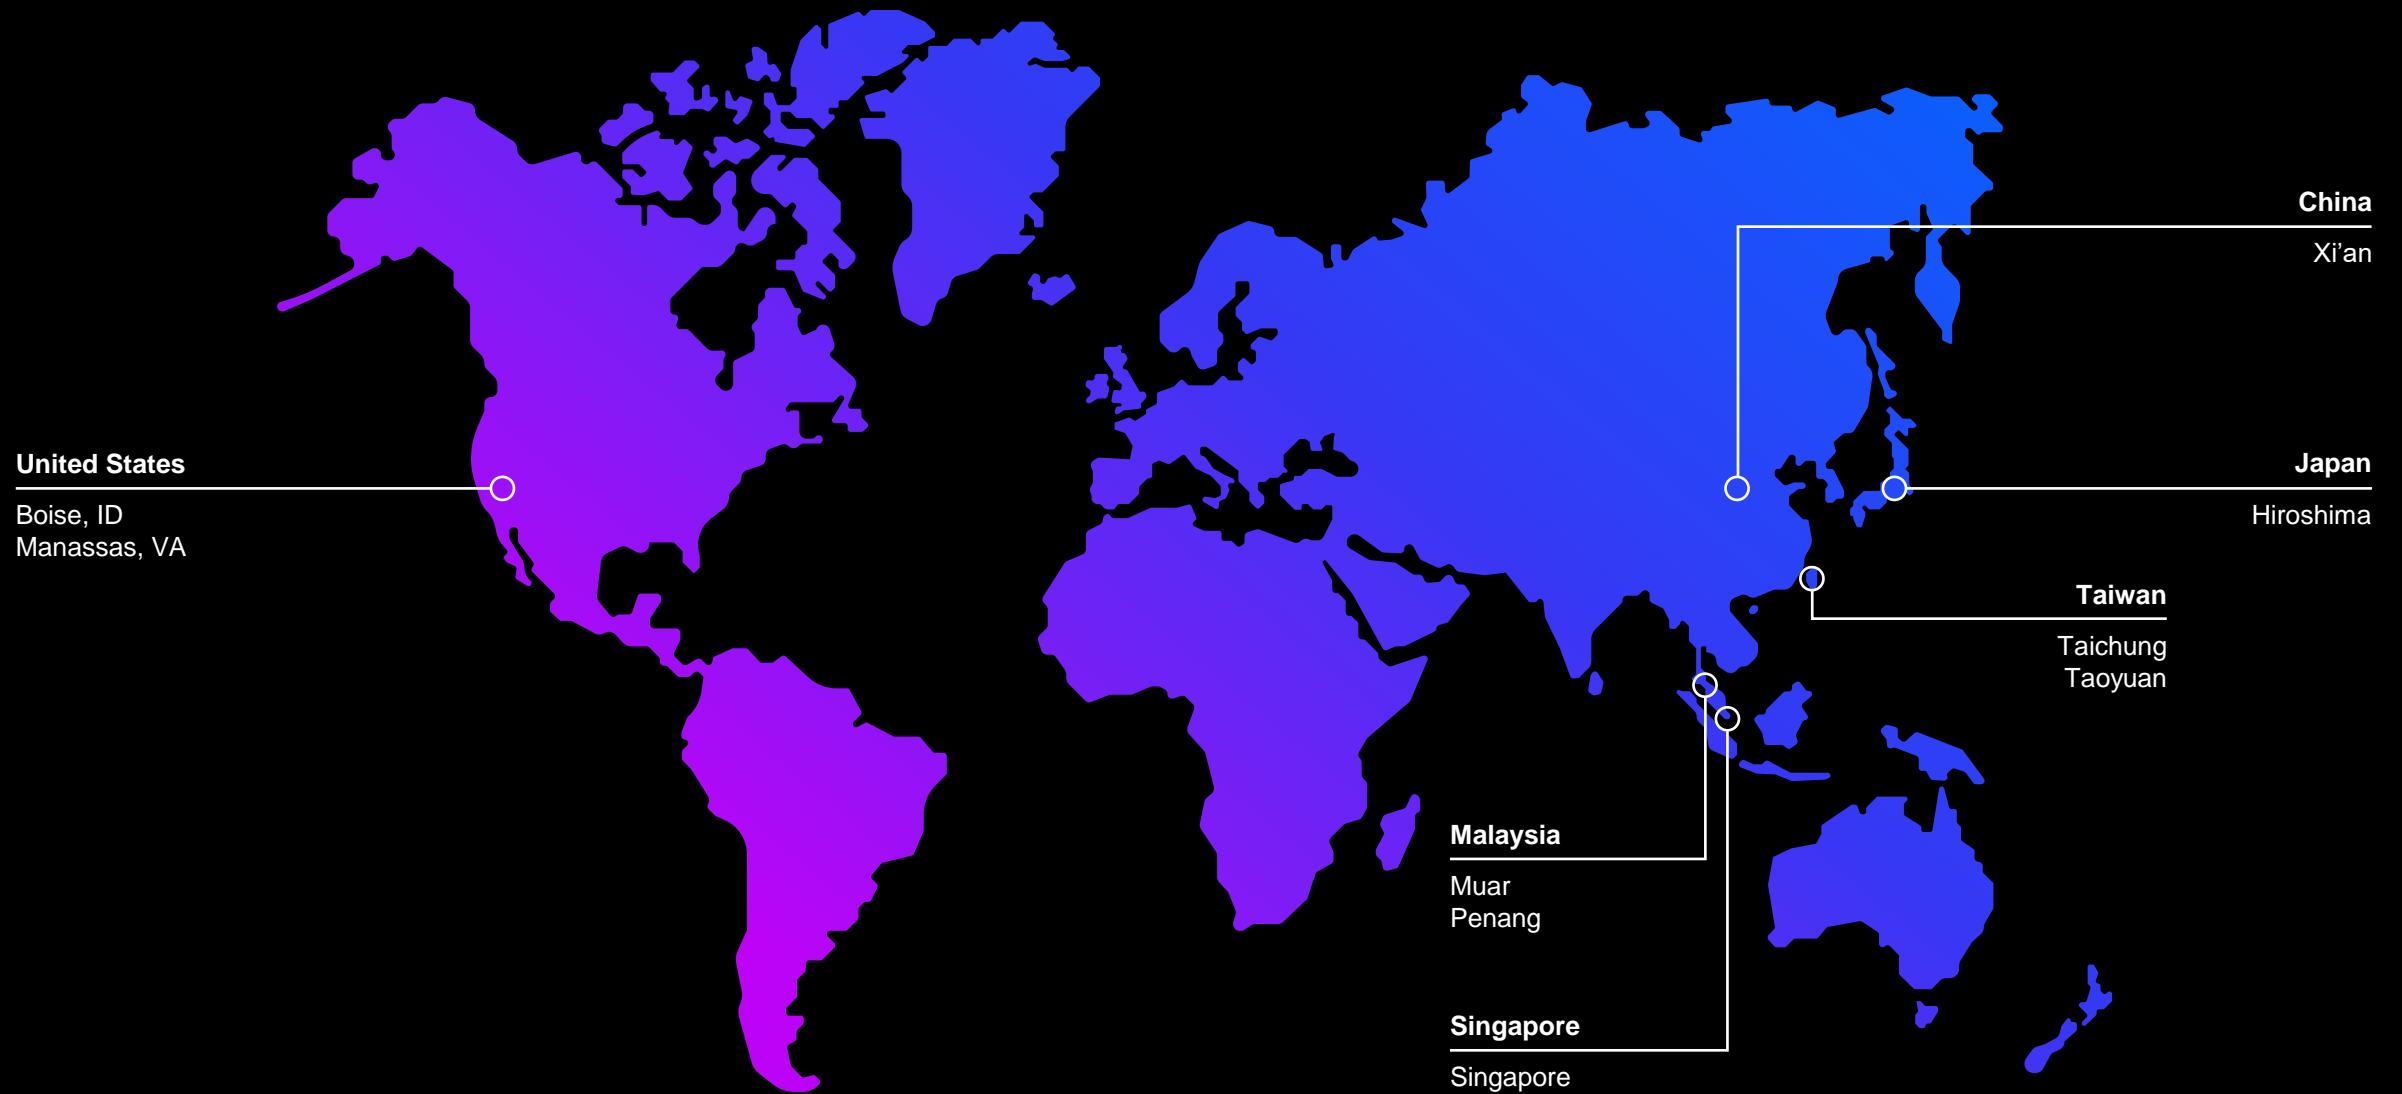 China
Xi’an
United States
Boise, ID
Manassas, VA
Japan
Hiroshima
Taiwan
Taichung
Taoyuan
Malaysia
Muar
Penang
Singapore
Singapore